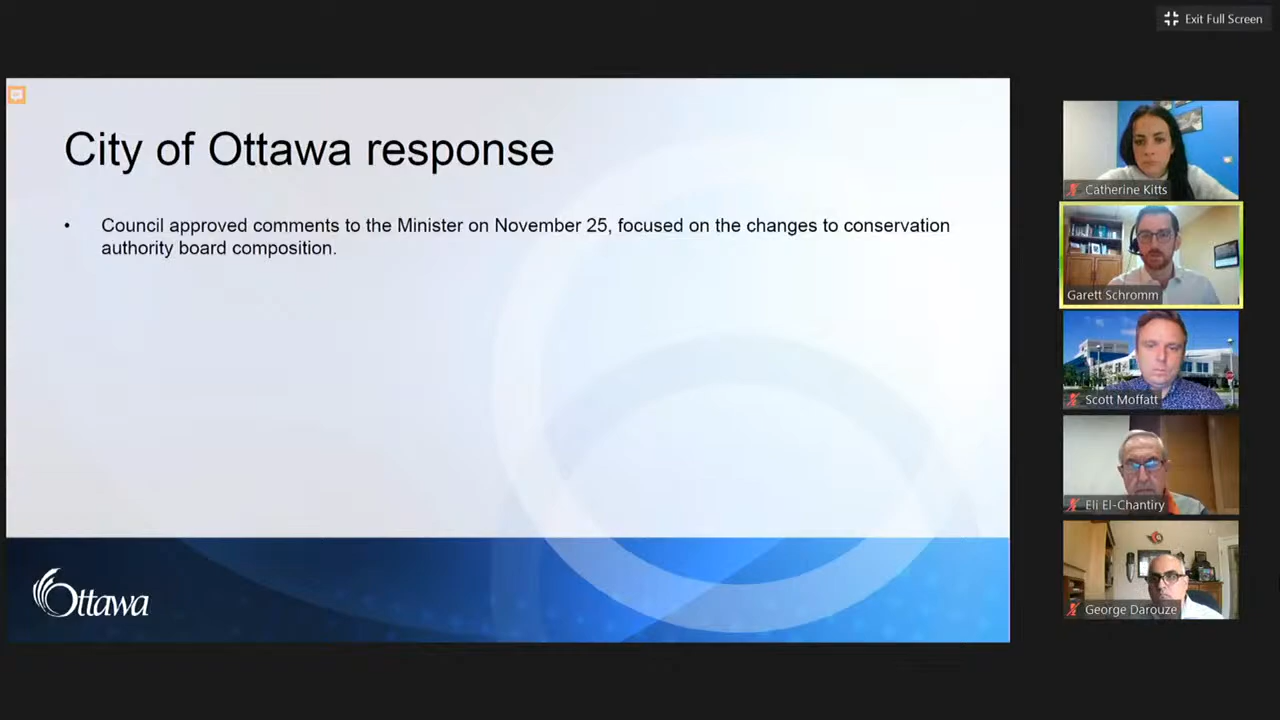 Exit Full Screen
City of Ottawa response
• Council approved comments to the Minister on November 25, focused on the changes to conservation
authority board composition.
Ottawa
Catherine Kitts
Garett Schromm
Scott Moffatt
Eli El-Chantiry
George Darouze